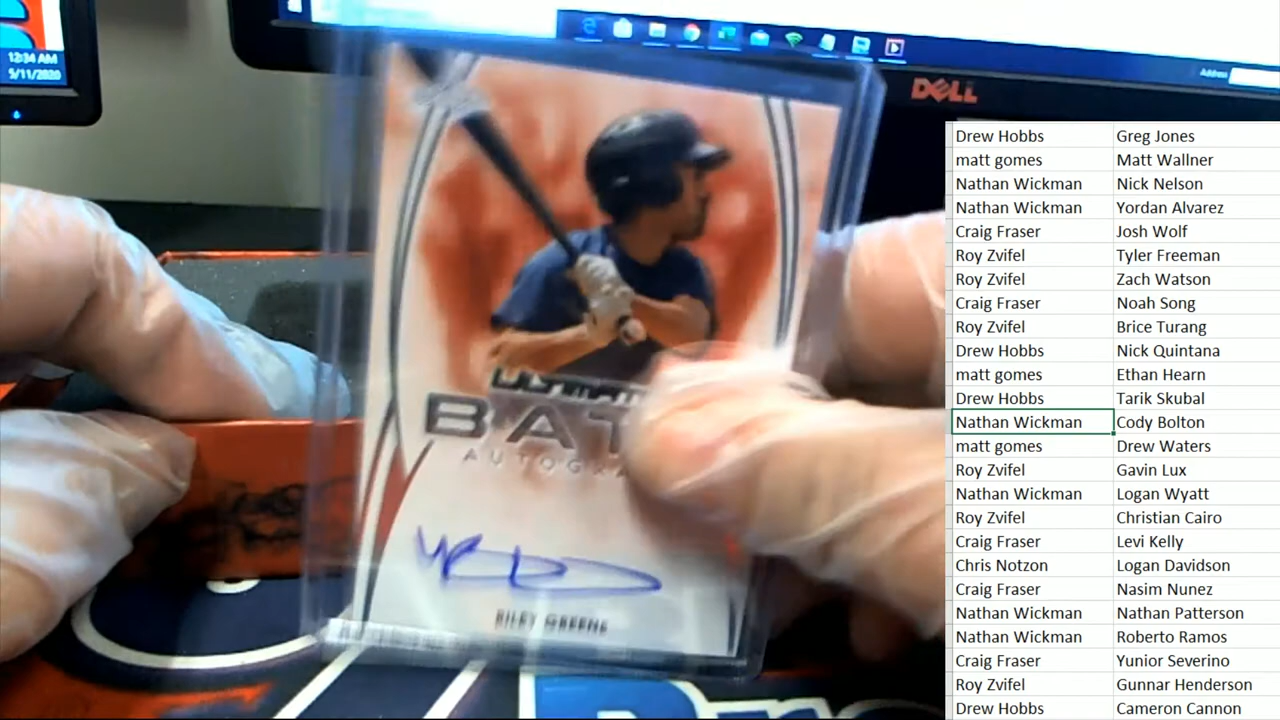 12:34 AM
5/11/2020
Address
DELL
ULTIMATE
BAT
AUTOGRA
RILEY GREENE
Drew Hobbs Greg Jones
matt gomes Matt Wallner
Nathan Wickman Nick Nelson
Nathan Wickman Yordan Alvarez
Craig Fraser Josh Wolf
Roy Zvifel Tyler Freeman
Roy Zvifel Zach Watson
Craig Fraser Noah Song
Roy Zvifel Brice Turang
Drew Hobbs Nick Quintana
matt gomes Ethan Hearn
Drew Hobbs Tarik Skubal
Nathan Wickman Cody Bolton
matt gomes Drew Waters
Roy Zvifel Gavin Lux
Nathan Wickman Logan Wyatt
Roy Zvifel Christian Cairo
Craig Fraser Levi Kelly
Chris Notzon Logan Davidson
Craig Fraser Nasim Nunez
Nathan Wickman Nathan Patterson
Nathan Wickman Roberto Ramos
Craig Fraser Yunior Severino
Roy Zvifel Gunnar Henderson
Drew Hobbs Cameron Cannon